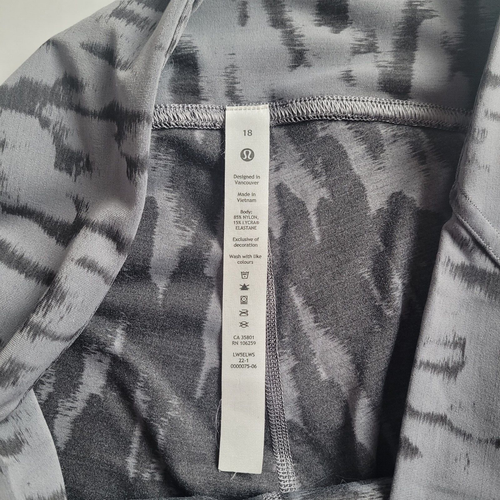 18
Designed in
Vancouver
Made in
Vietnam
Body:
85% NYLON,
15% LYCRA®
ELASTANE
Exclusive of
decoration
Wash with like
colours
CA 35801
RN 106259
LW5ELWS
22-1
0000075-06